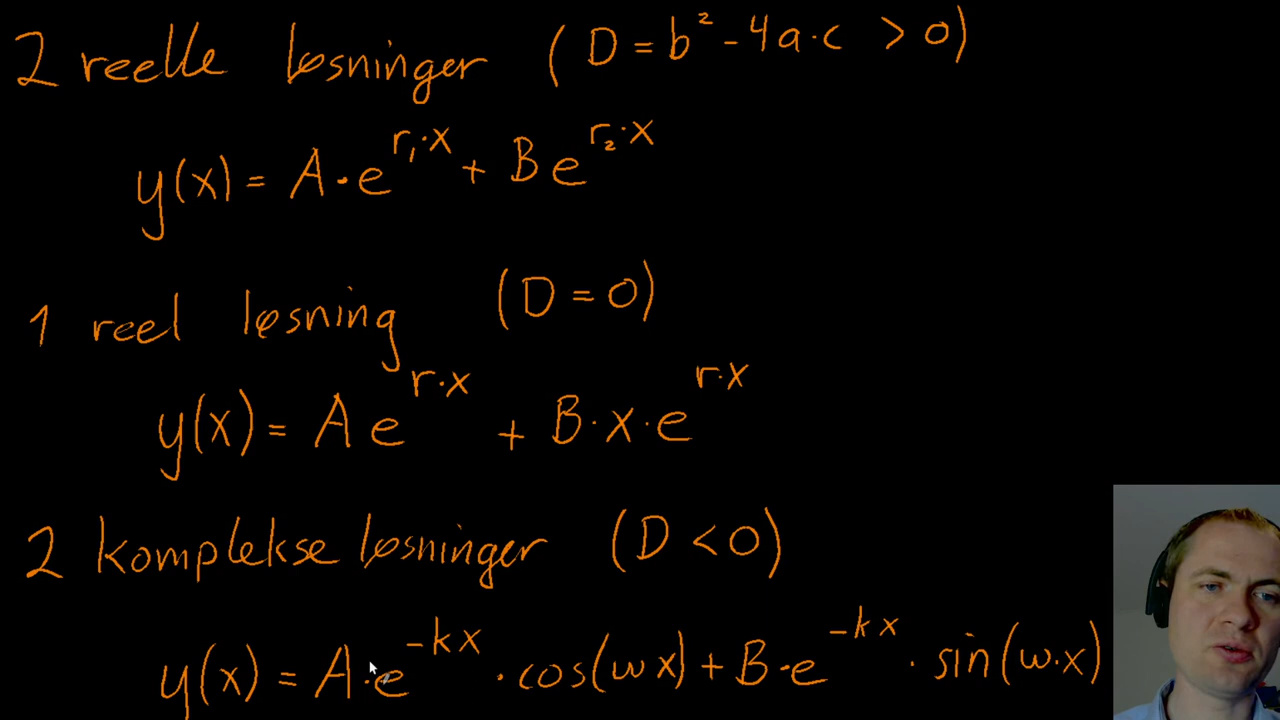 2 reelle løsninger (D = b² - 4a·c > 0)
y(x) = A·e^{r₁·x} + Be^{r₂·x}
1 reel løsning (D = 0)
y(x) = Ae^{r·x} + B·x·e^{r·x}
2 komplekse løsninger (D < 0)
y(x) = A·e^{-kx}·cos(ωx) + B·e^{-kx}·sin(ω·x)